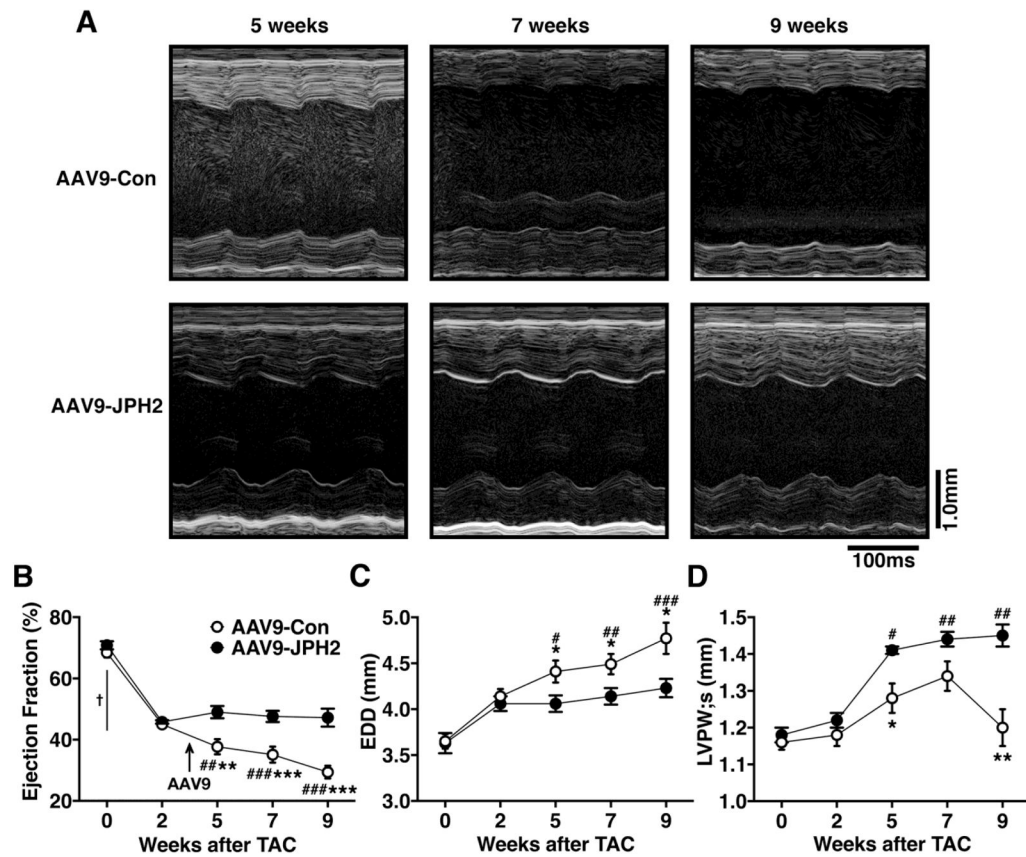 A
5 weeks 7 weeks 9 weeks
AAV9-Con
AAV9-JPH2
1.0mm
100ms
B
Ejection Fraction (%)
80
60
40
20
†
AAV9-Con
AAV9-JPH2
AAV9
##**
###***
###***
0 2 5 7 9
Weeks after TAC
C
EDD (mm)
5.0
4.5
4.0
3.5
3.0
#
*
##
*
###
*
0 2 5 7 9
Weeks after TAC
D
LVPW;s (mm)
1.5
1.4
1.3
1.2
1.1
1.0
#
##
##
*
**
0 2 5 7 9
Weeks after TAC